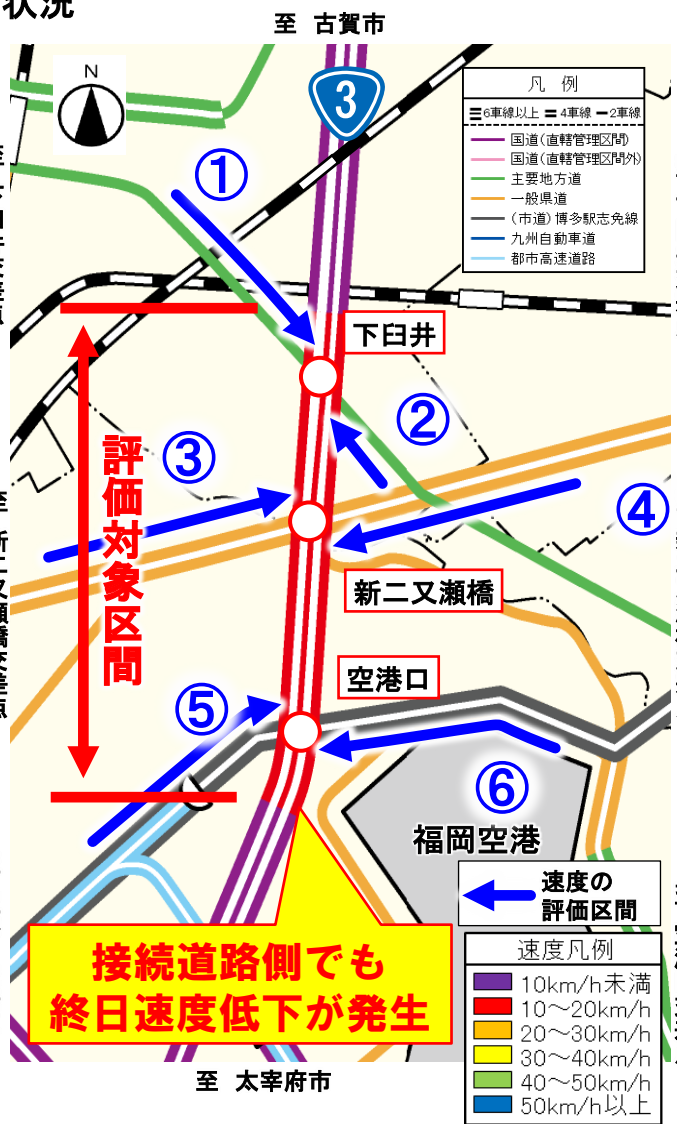 状況
至 古賀市
N
3
凡 例
6車線以上 4車線 2車線
国道(直轄管理区間)
国道(直轄管理区間外)
主要地方道
一般県道
(市道)博多駅志免線
九州自動車道
都市高速道路
①
下臼井
②
③
評価対象区間
④
新二又瀬橋
空港口
⑤
⑥
福岡空港
速度の
評価区間
接続道路側でも
終日速度低下が発生
速度凡例
10km/h未満
10～20km/h
20～30km/h
30～40km/h
40～50km/h
50km/h以上
至 太宰府市